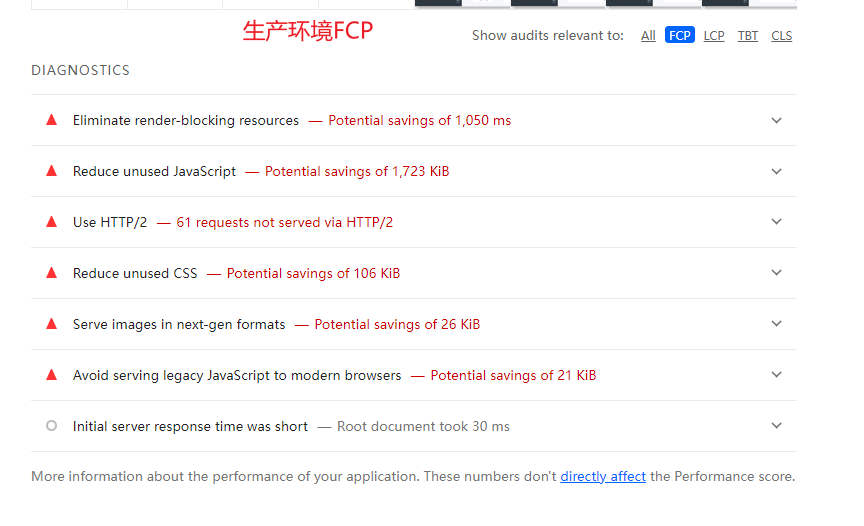 生产环境FCP
Show audits relevant to: All FCP LCP TBT CLS
DIAGNOSTICS
Eliminate render-blocking resources — Potential savings of 1,050 ms
Reduce unused JavaScript — Potential savings of 1,723 KiB
Use HTTP/2 — 61 requests not served via HTTP/2
Reduce unused CSS — Potential savings of 106 KiB
Serve images in next-gen formats — Potential savings of 26 KiB
Avoid serving legacy JavaScript to modern browsers — Potential savings of 21 KiB
Initial server response time was short — Root document took 30 ms
More information about the performance of your application. These numbers don't directly affect the Performance score.